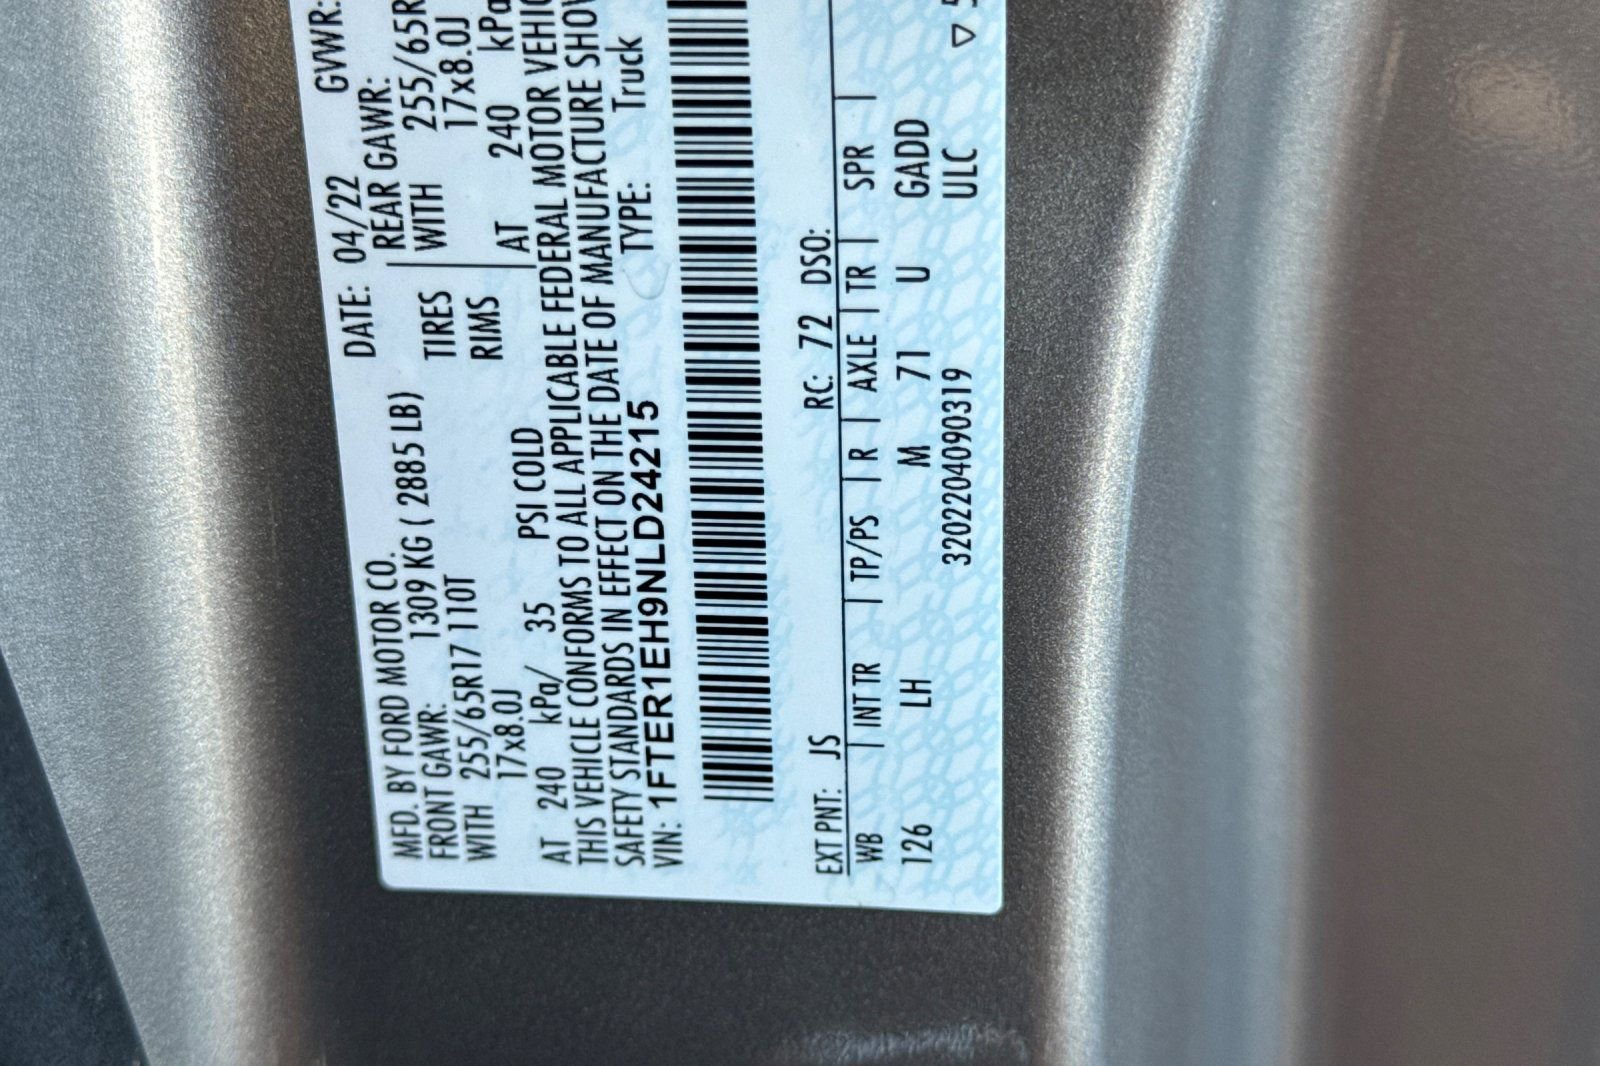 MFD. BY FORD MOTOR CO. DATE: 04/22 GVWR:
FRONT GAWR: 1309 KG ( 2885 LB) REAR GAWR:
WITH 255/65R17 110T TIRES WITH 255/65R
17x8.0J RIMS 17x8.0J
AT 240 kPa/ 35 PSI COLD AT 240 kPa
THIS VEHICLE CONFORMS TO ALL APPLICABLE FEDERAL MOTOR VEHIC
SAFETY STANDARDS IN EFFECT ON THE DATE OF MANUFACTURE SHOW
VIN: 1FTER1EH9NLD24215 TYPE: Truck
EXT PNT: JS RC: 72 DSO:
WB | INT TR | TP/PS | R | AXLE | TR | SPR |
126 LH M 71 U GADD
320220409031​9 ULC ▽ 5